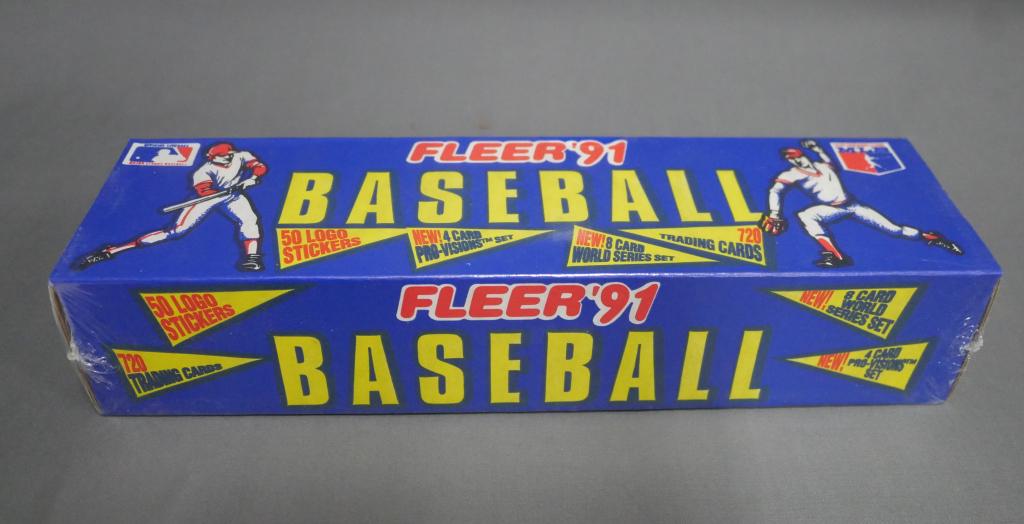 FLEER'91
BASEBALL
50 LOGO
STICKERS
NEW! 4 CARD
PRO-VISIONS™ SET
NEW! 8 CARD
WORLD SERIES SET
720
TRADING CARDS
MLB
FLEER'91
BASEBALL
50 LOGO
STICKERS
720
TRADING CARDS
NEW! 8 CARD
WORLD
SERIES SET
NEW! 4 CARD
PRO-VISIONS™
SET